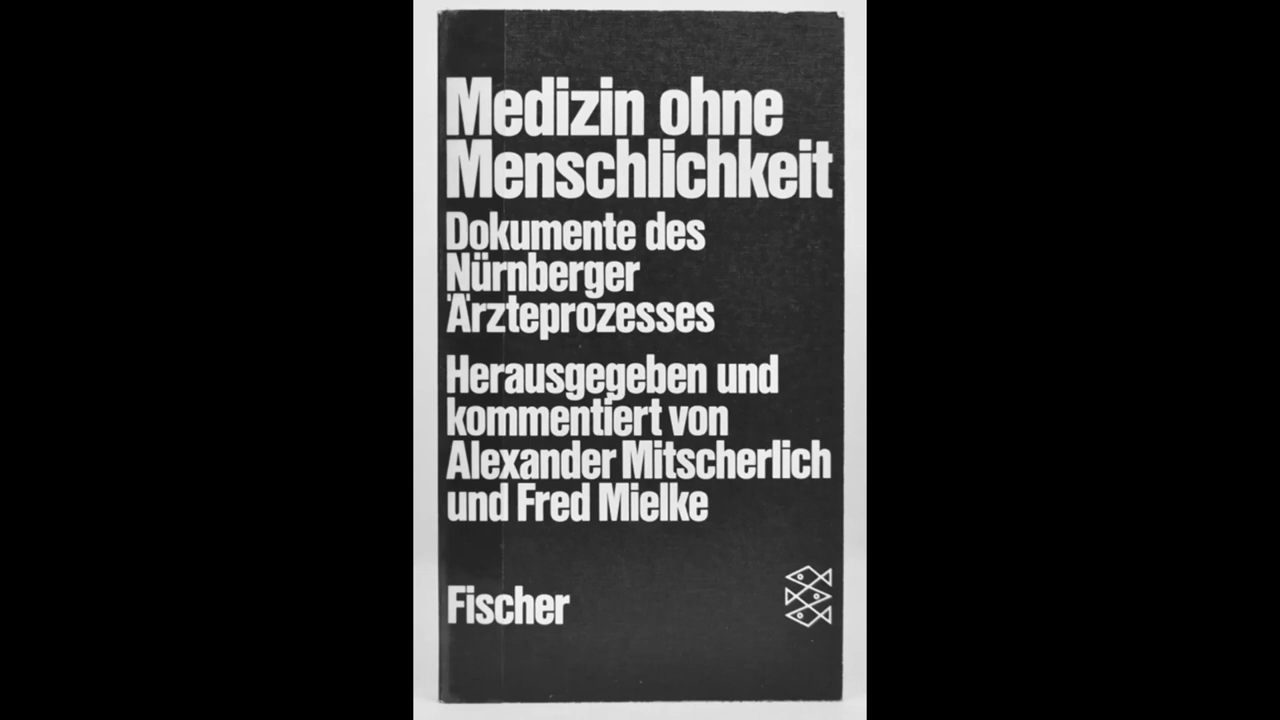 Medizin ohne
Menschlichkeit
Dokumente des
Nürnberger
Ärzteprozesses
Herausgegeben und
kommentiert von
Alexander Mitscherlich
und Fred Mielke
Fischer